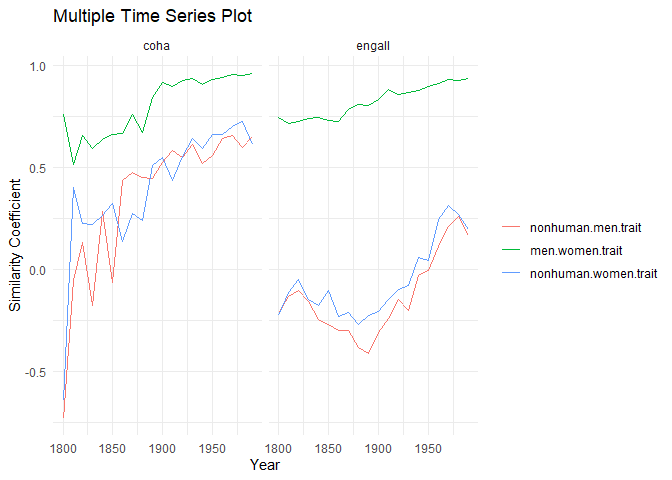 Multiple Time Series Plot
coha
engall
1.0
0.5
0.0
-0.5
Similarity Coefficient
1800
1850
1900
1950
1800
1850
1900
1950
Year
nonhuman.men.trait
men.women.trait
nonhuman.women.trait